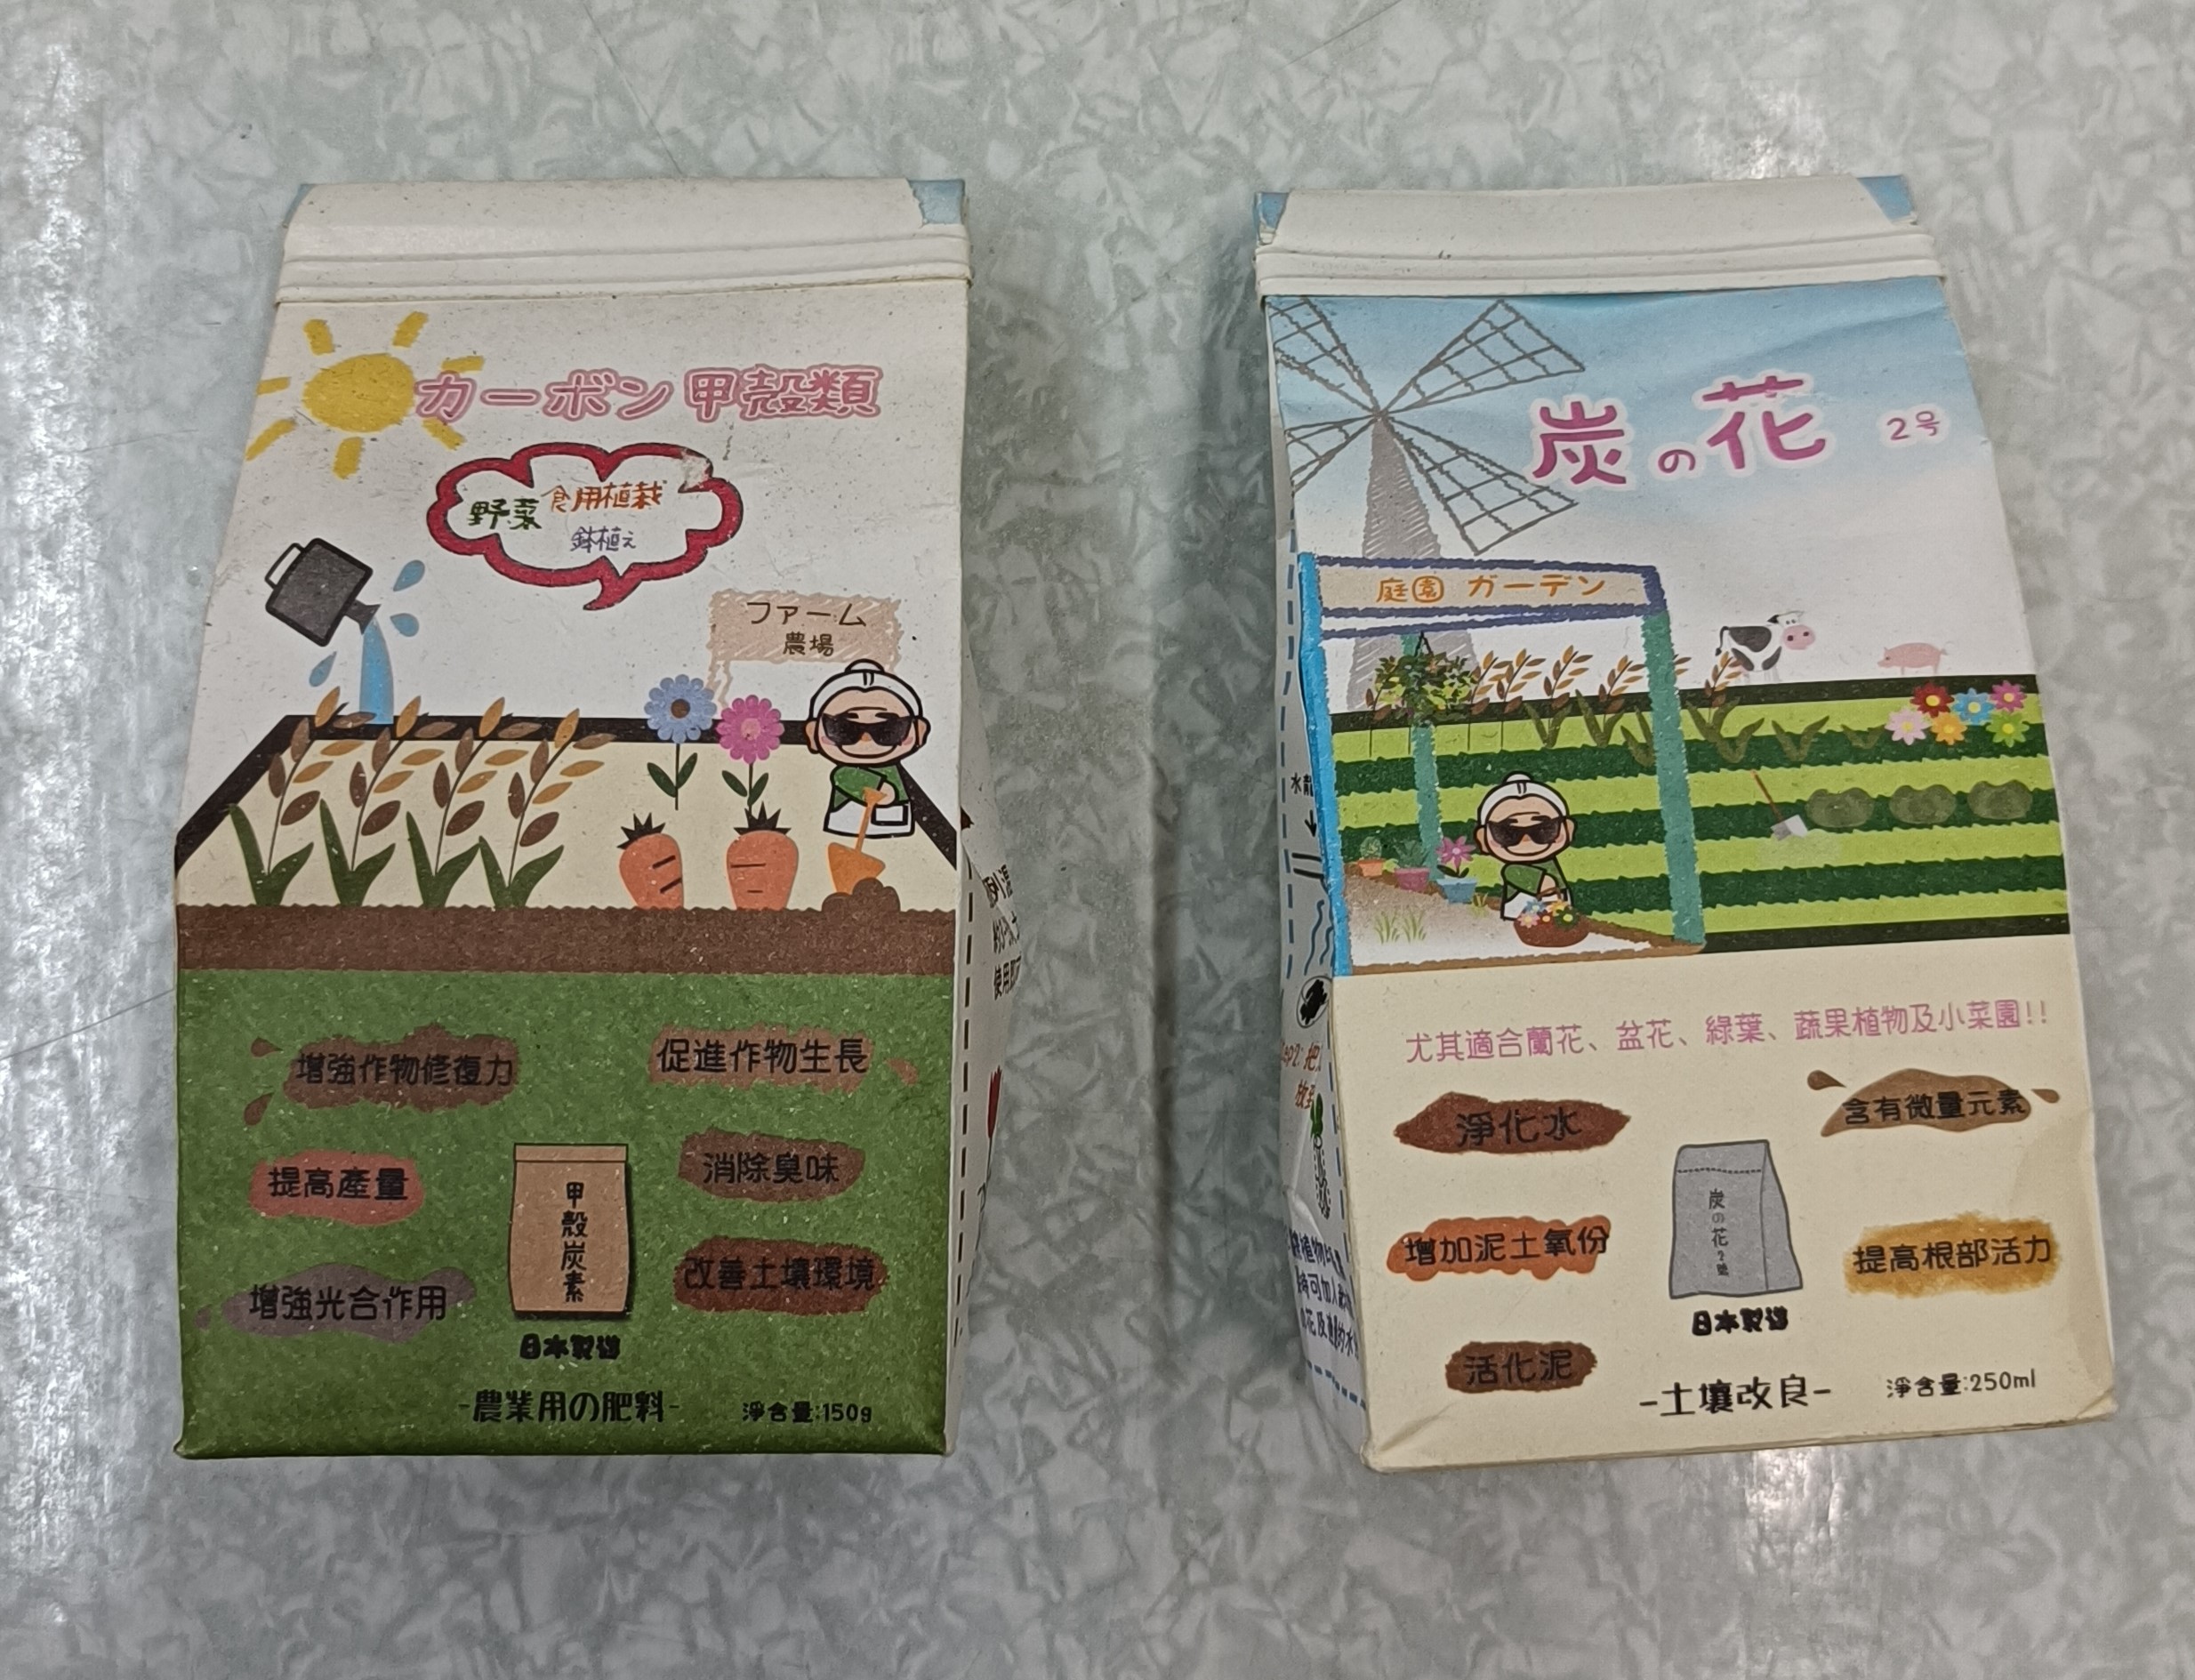 カーボン 甲殻類
野菜 食用植栽
鉢植え
ファーム
農場
增強作物修復力
促進作物生長
提高產量
消除臭味
增強光合作用
改善土壤環境
甲殼炭素
日本製造
-農業用の肥料-
淨含量:150g
炭の花 2号
庭園 ガーデン
尤其適合蘭花、盆花、綠葉、蔬果植物及小菜園!!
淨化水
含有微量元素
增加泥土氧份
提高根部活力
活化泥
炭の花2號
日本製造
-土壤改良-
淨含量:250ml